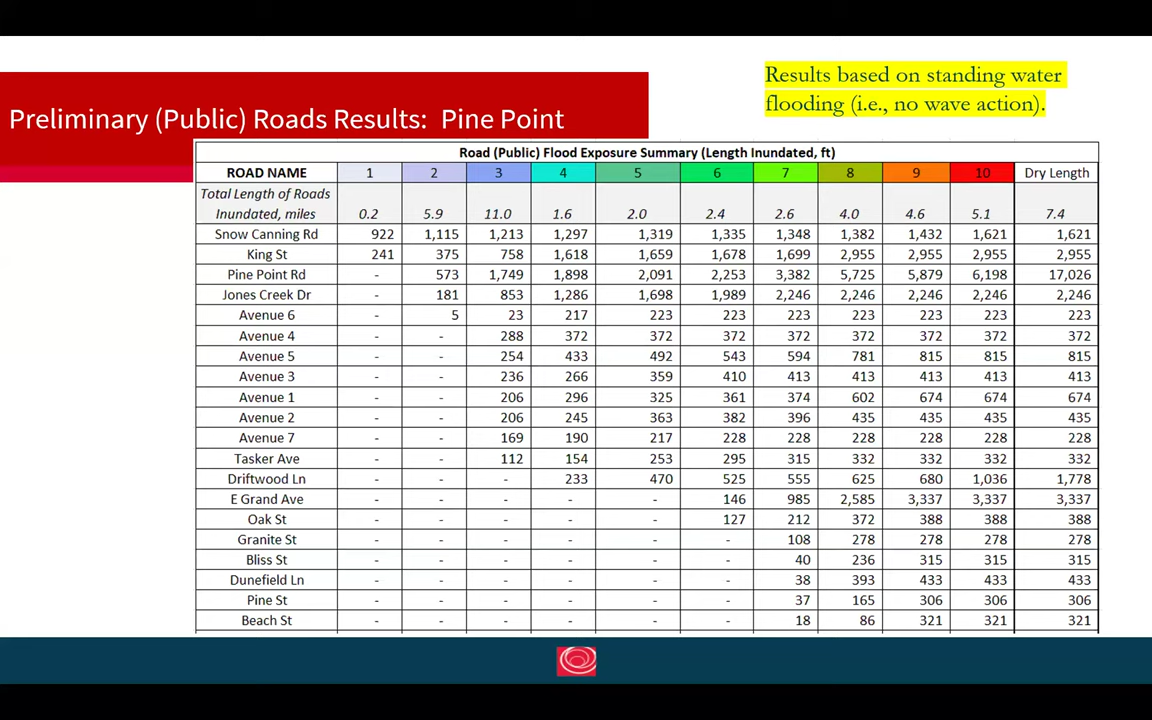 Results based on standing water
flooding (i.e., no wave action).
Preliminary (Public) Roads Results: Pine Point
Road (Public) Flood Exposure Summary (Length Inundated, ft)
ROAD NAME 1 2 3 4 5 6 7 8 9 10 Dry Length
Total Length of Roads
Inundated, miles 0.2 5.9 11.0 1.6 2.0 2.4 2.6 4.0 4.6 5.1 7.4
Snow Canning Rd 922 1,115 1,213 1,297 1,319 1,335 1,348 1,382 1,432 1,621 1,621
King St 241 375 758 1,618 1,659 1,678 1,699 2,955 2,955 2,955 2,955
Pine Point Rd - 573 1,749 1,898 2,091 2,253 3,382 5,725 5,879 6,198 17,026
Jones Creek Dr - 181 853 1,286 1,698 1,989 2,246 2,246 2,246 2,246 2,246
Avenue 6 - 5 23 217 223 223 223 223 223 223 223
Avenue 4 - - 288 372 372 372 372 372 372 372 372
Avenue 5 - - 254 433 492 543 594 781 815 815 815
Avenue 3 - - 236 266 359 410 413 413 413 413 413
Avenue 1 - - 206 296 325 361 374 602 674 674 674
Avenue 2 - - 206 245 363 382 396 435 435 435 435
Avenue 7 - - 169 190 217 228 228 228 228 228 228
Tasker Ave - - 112 154 253 295 315 332 332 332 332
Driftwood Ln - - - 233 470 525 555 625 680 1,036 1,778
E Grand Ave - - - - - 146 985 2,585 3,337 3,337 3,337
Oak St - - - - - 127 212 372 388 388 388
Granite St - - - - - - 108 278 278 278 278
Bliss St - - - - - - 40 236 315 315 315
Dunefield Ln - - - - - - 38 393 433 433 433
Pine St - - - - - - 37 165 306 306 306
Beach St - - - - - - 18 86 321 321 321